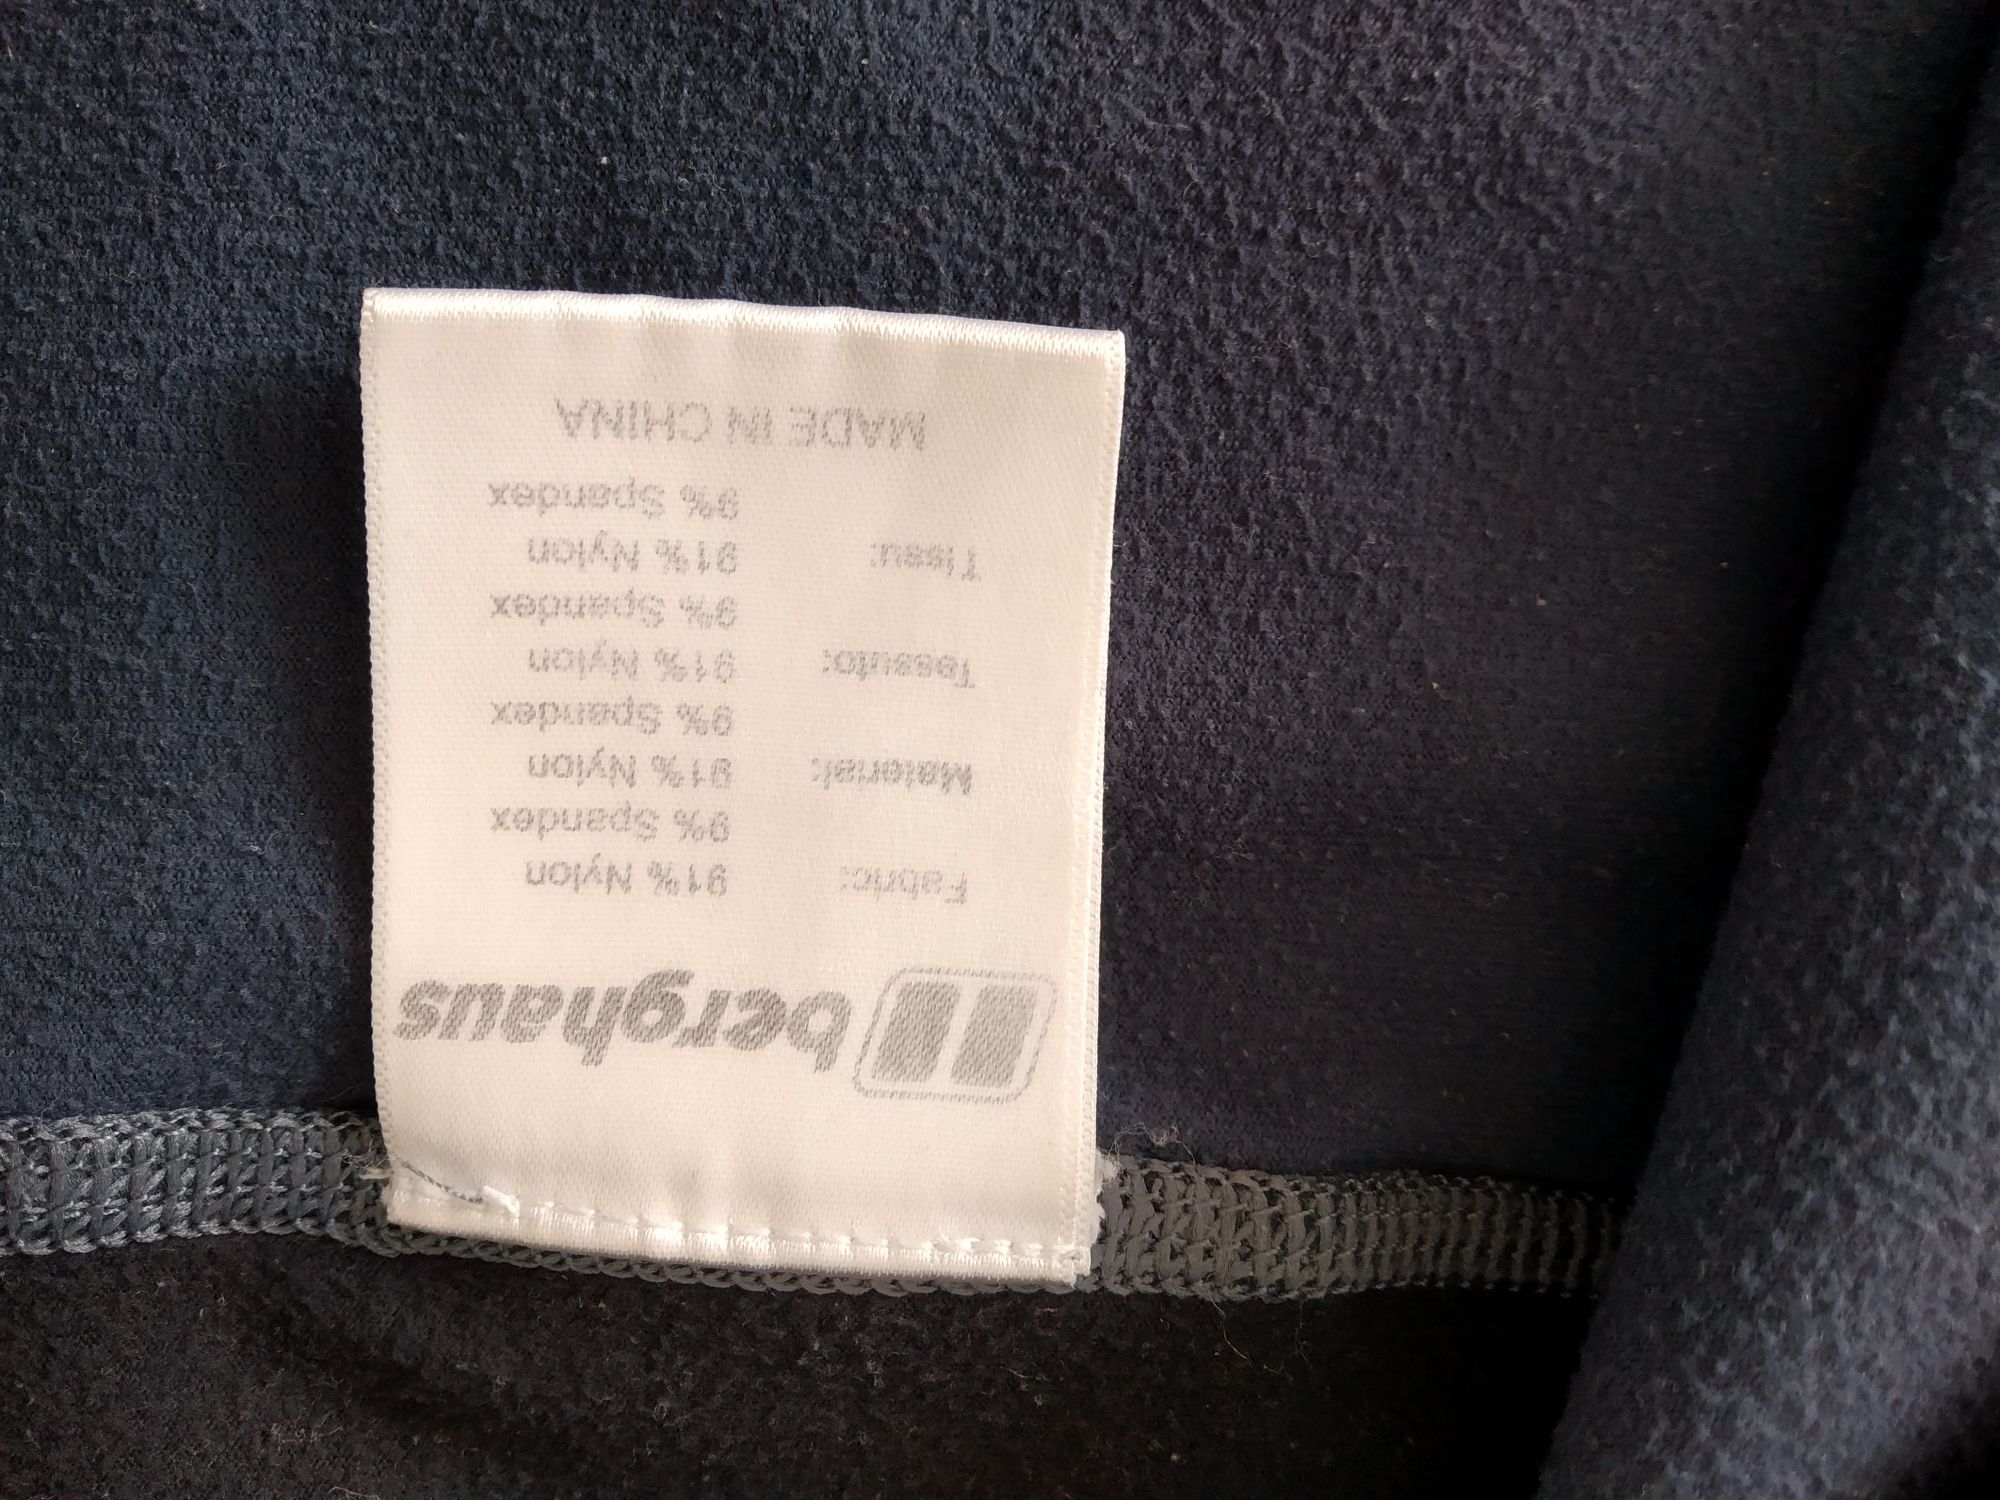 berghaus
Fabric: 91% Nylon
9% Spandex
Material: 91% Nylon
9% Spandex
Tessuto: 91% Nylon
9% Spandex
Tissu: 91% Nylon
9% Spandex
MADE IN CHINA